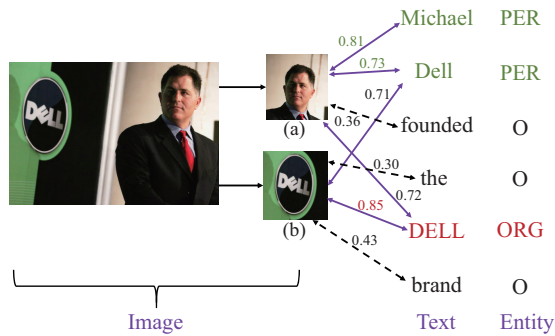 Michael PER
0.81
0.73
Dell PER
0.71
DELL
(a)
0.36
founded O
0.30
the O
0.72
DELL
0.85
DELL ORG
(b)
0.43
brand O
Image
Text
Entity